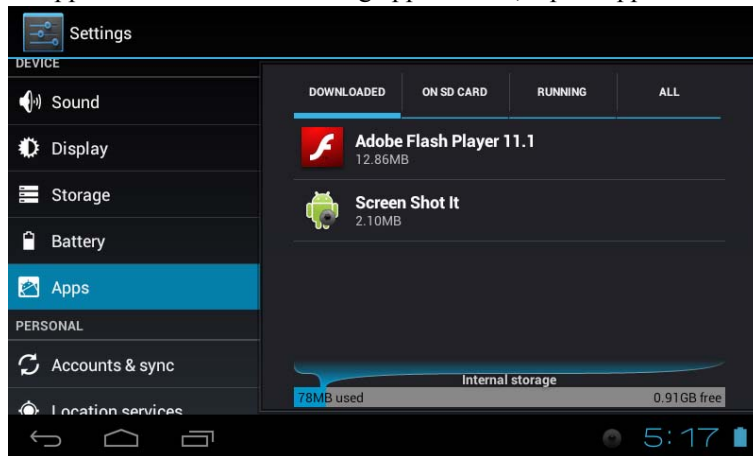 Settings
DEVICE
Sound
Display
Storage
Battery
Apps
PERSONAL
Accounts & sync
Location services
DOWNLOADED
ON SD CARD
RUNNING
ALL
Adobe Flash Player 11.1
12.86MB
Screen Shot It
2.10MB
Internal storage
78MB used
0.91GB free
5:17